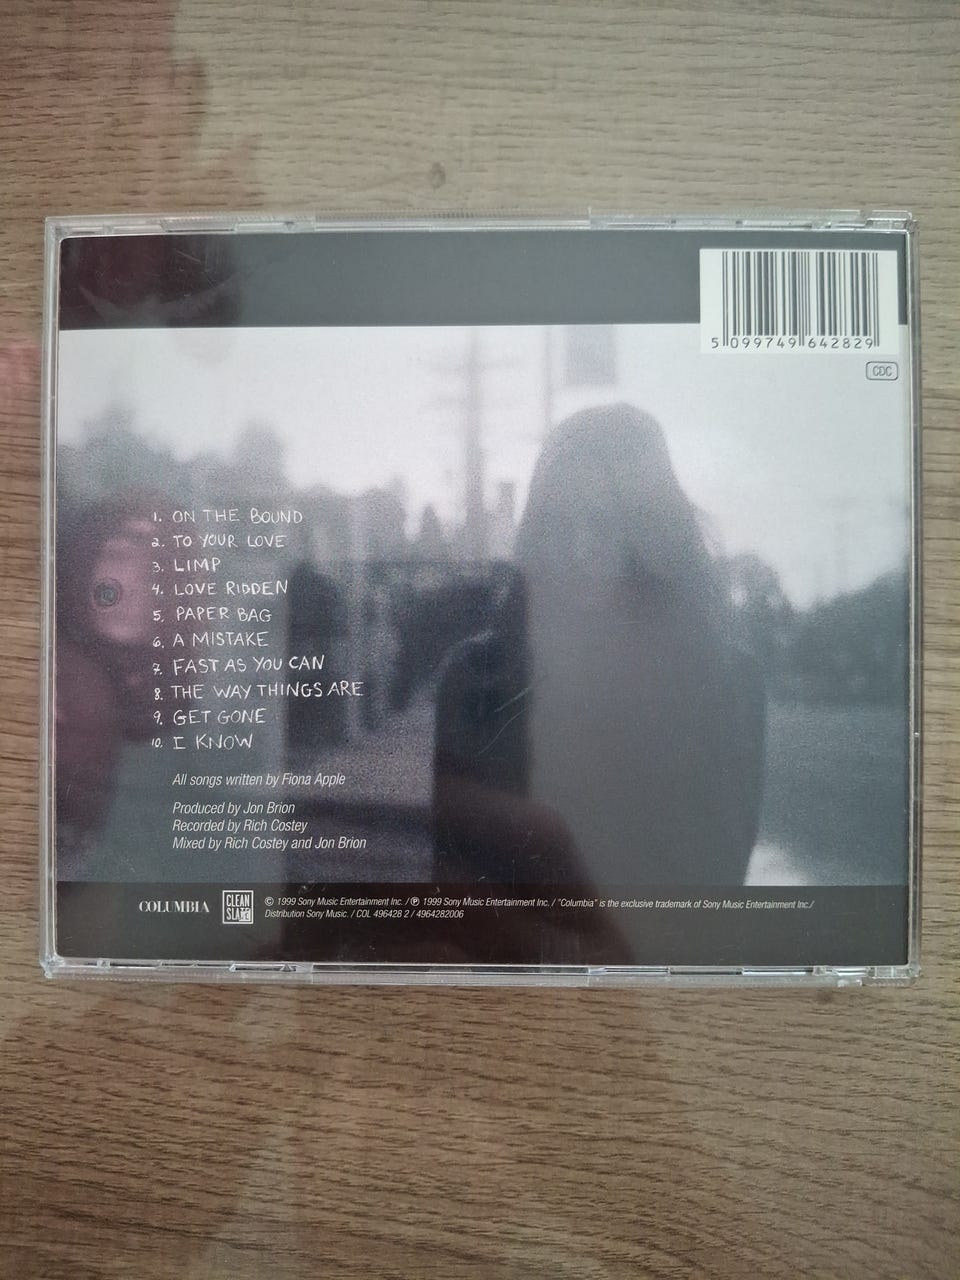 5 099749 642829
CDC
1. ON THE BOUND
2. TO YOUR LOVE
3. LIMP
4. LOVE RIDDEN
5. PAPER BAG
6. A MISTAKE
7. FAST AS YOU CAN
8. THE WAY THINGS ARE
9. GET GONE
10. I KNOW
All songs written by Fiona Apple
Produced by Jon Brion
Recorded by Rich Costey
Mixed by Rich Costey and Jon Brion
COLUMBIA
CLEAN
SLATE
© 1999 Sony Music Entertainment Inc. / ℗ 1999 Sony Music Entertainment Inc. / "Columbia" is the exclusive trademark of Sony Music Entertainment Inc./
Distribution Sony Music. / COL 496428 2 / 4964282006